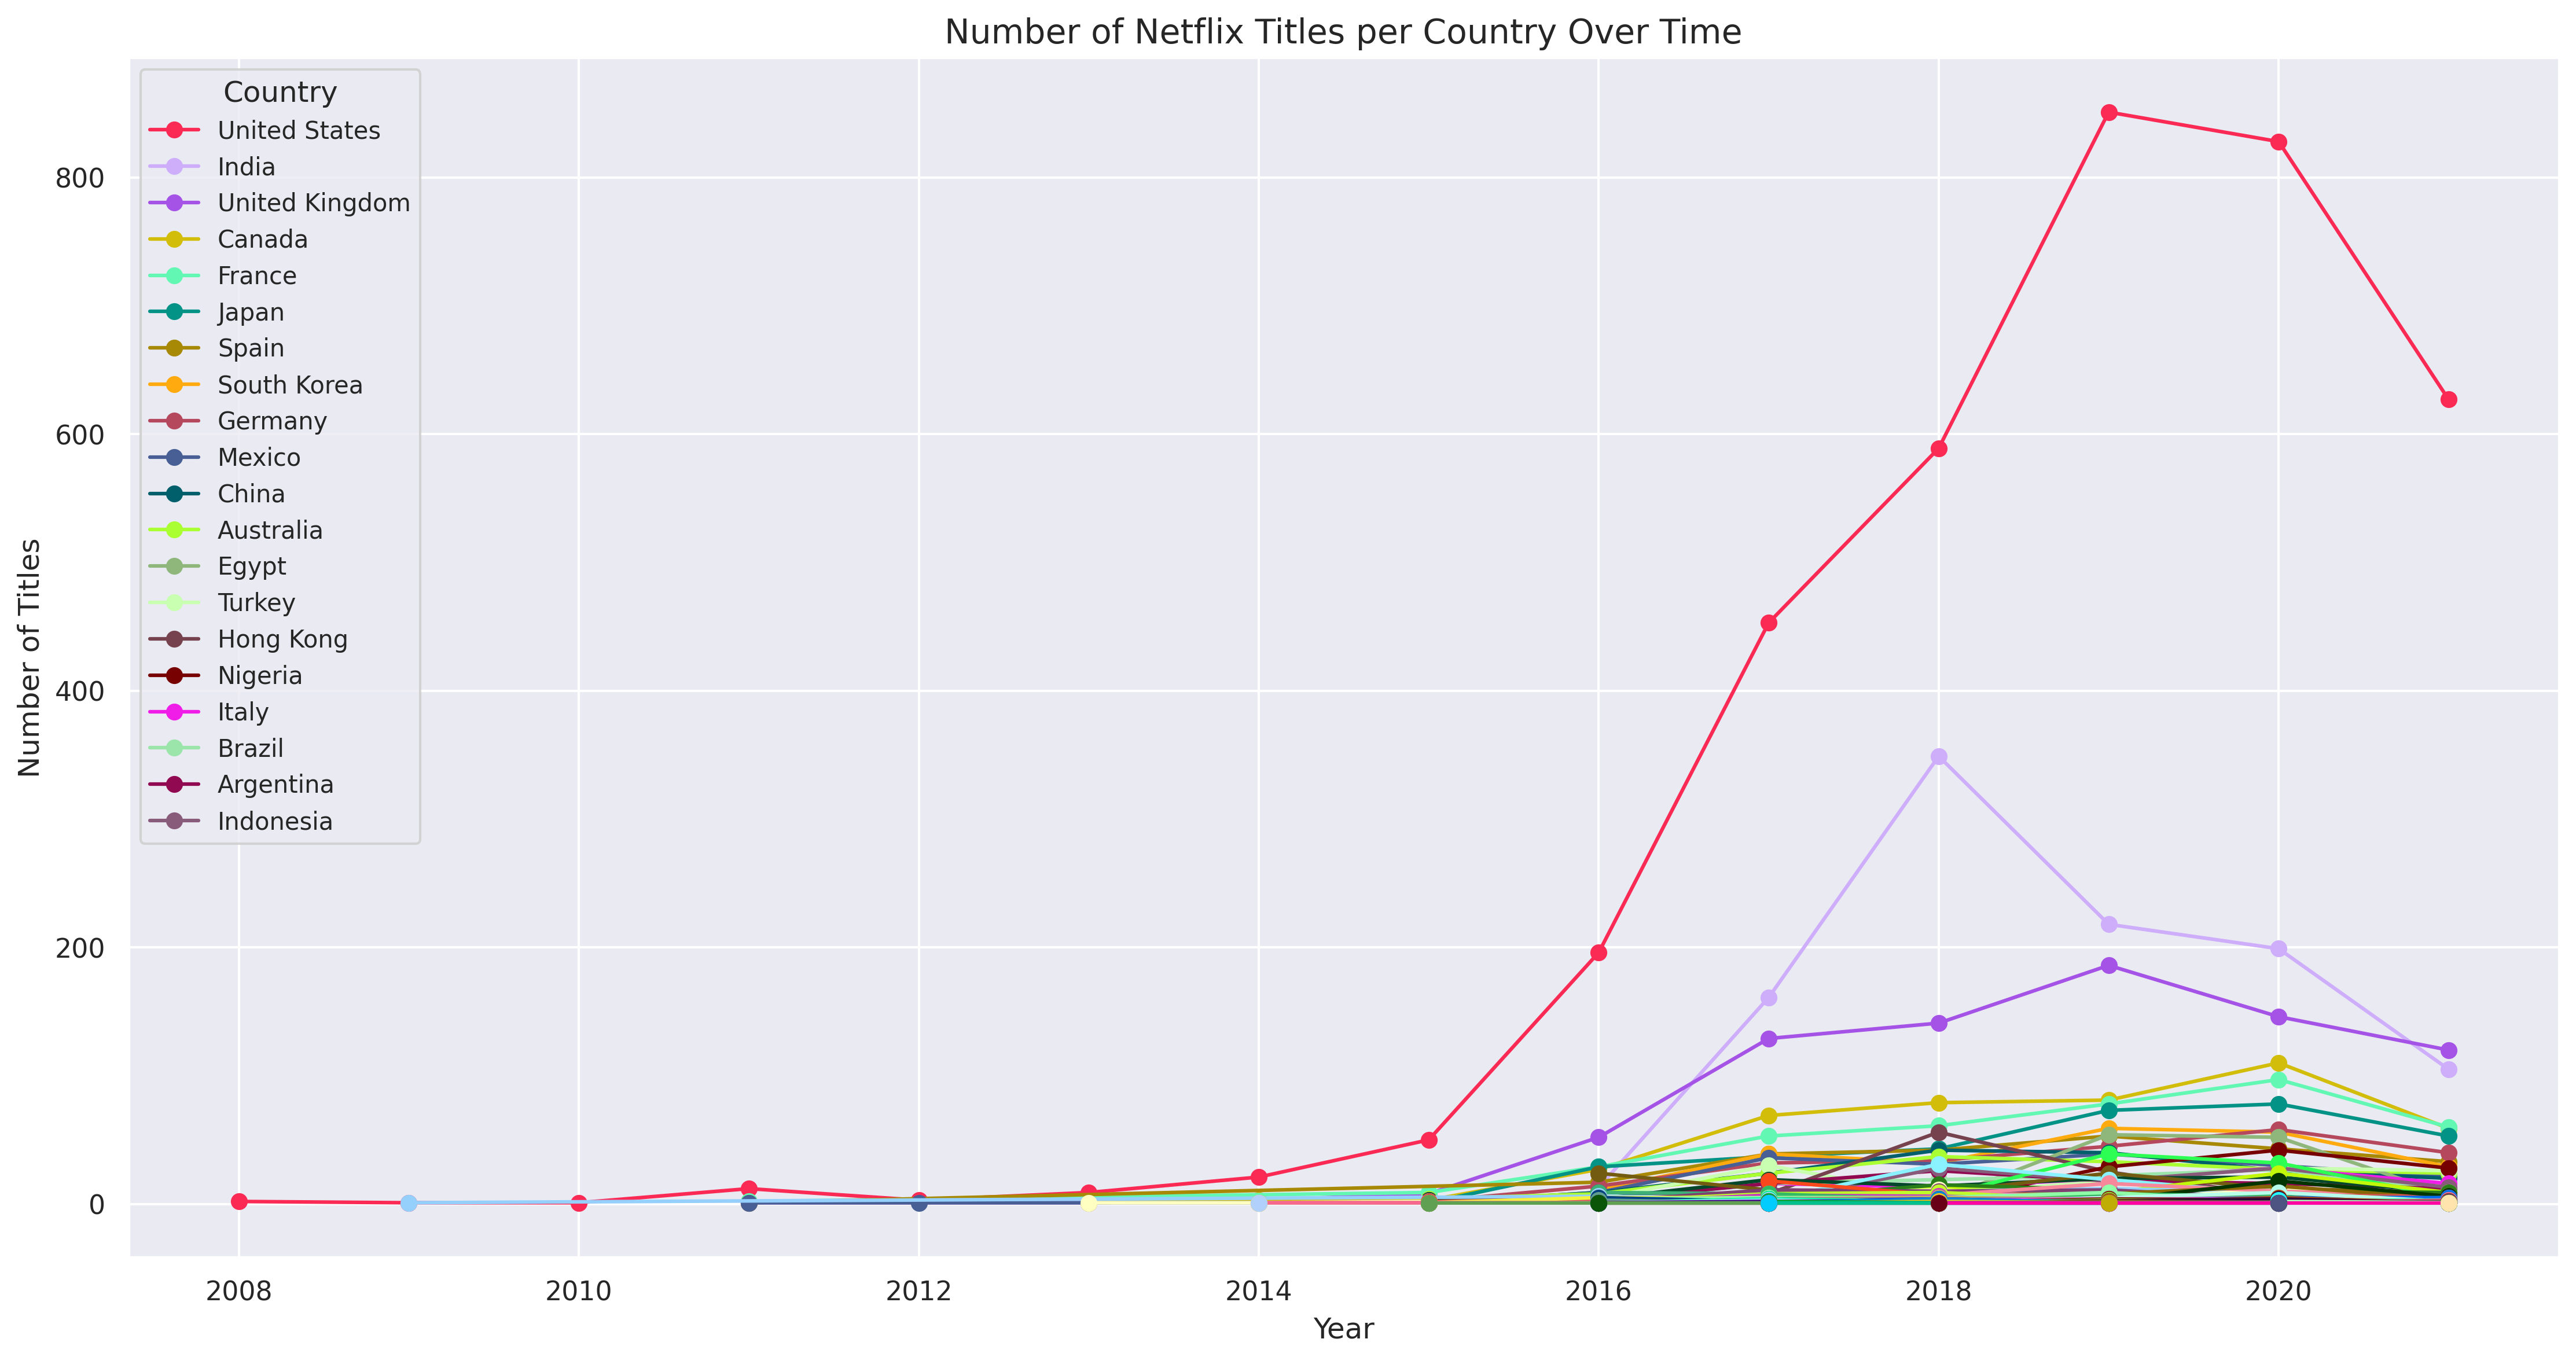 Number of Netflix Titles per Country Over Time
Country
United States
India
United Kingdom
Canada
France
Japan
Spain
South Korea
Germany
Mexico
China
Australia
Egypt
Turkey
Hong Kong
Nigeria
Italy
Brazil
Argentina
Indonesia
Number of Titles
800
600
400
200
0
2008 2010 2012 2014 2016 2018 2020
Year